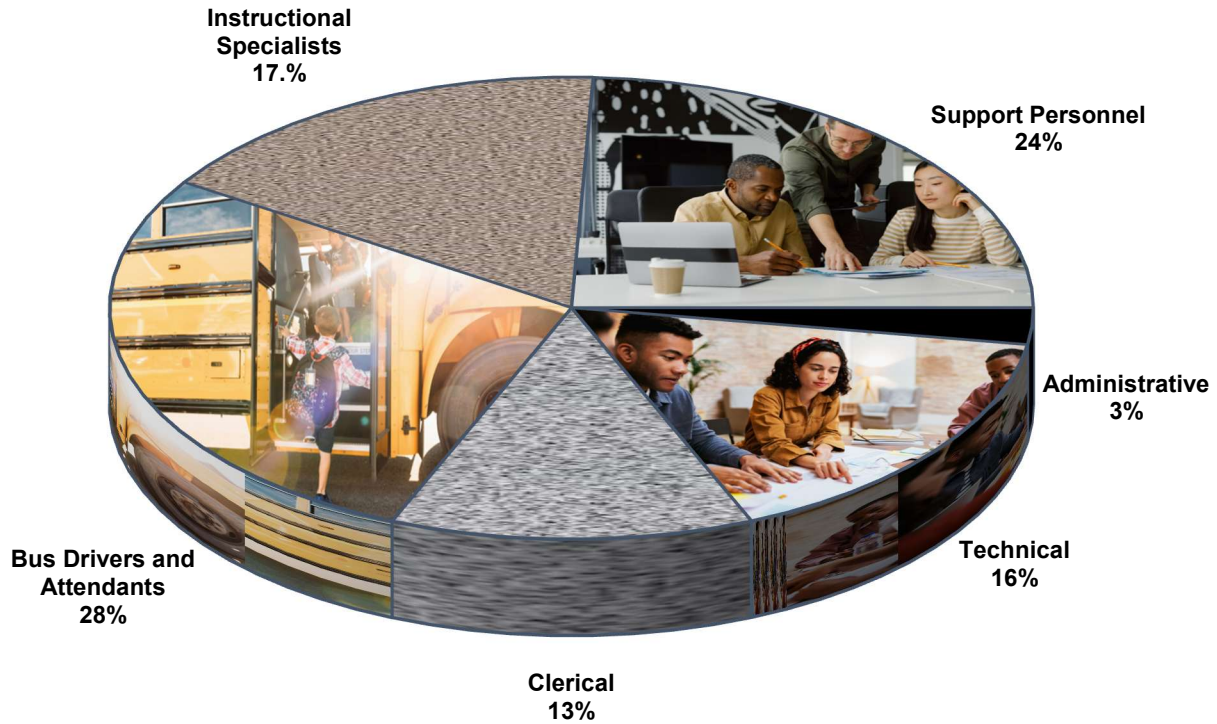 Instructional
Specialists
17.%
Support Personnel
24%
Administrative
3%
Technical
16%
Bus Drivers and
Attendants
28%
Clerical
13%